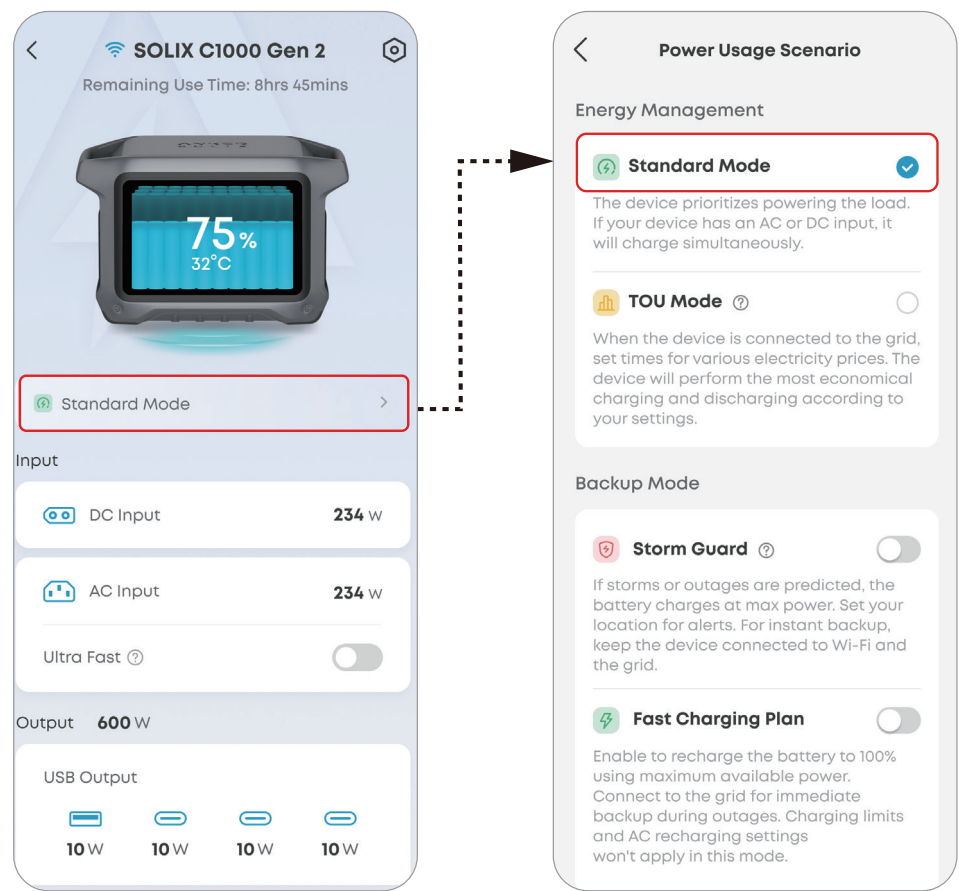 SOLIX C1000 Gen 2
Remaining Use Time: 8hrs 45mins
75%
32°C
Standard Mode
Input
DC Input 234 W
AC Input 234 W
Ultra Fast ?
Output 600 W
USB Output
10 W 10 W 10 W 10 W
Power Usage Scenario
Energy Management
Standard Mode
The device prioritizes powering the load.
If your device has an AC or DC input, it
will charge simultaneously.
TOU Mode ?
When the device is connected to the grid,
set times for various electricity prices. The
device will perform the most economical
charging and discharging according to
your settings.
Backup Mode
Storm Guard ?
If storms or outages are predicted, the
battery charges at max power. Set your
location for alerts. For instant backup,
keep the device connected to Wi-Fi and
the grid.
Fast Charging Plan
Enable to recharge the battery to 100%
using maximum available power.
Connect to the grid for immediate
backup during outages. Charging limits
and AC recharging settings
won't apply in this mode.